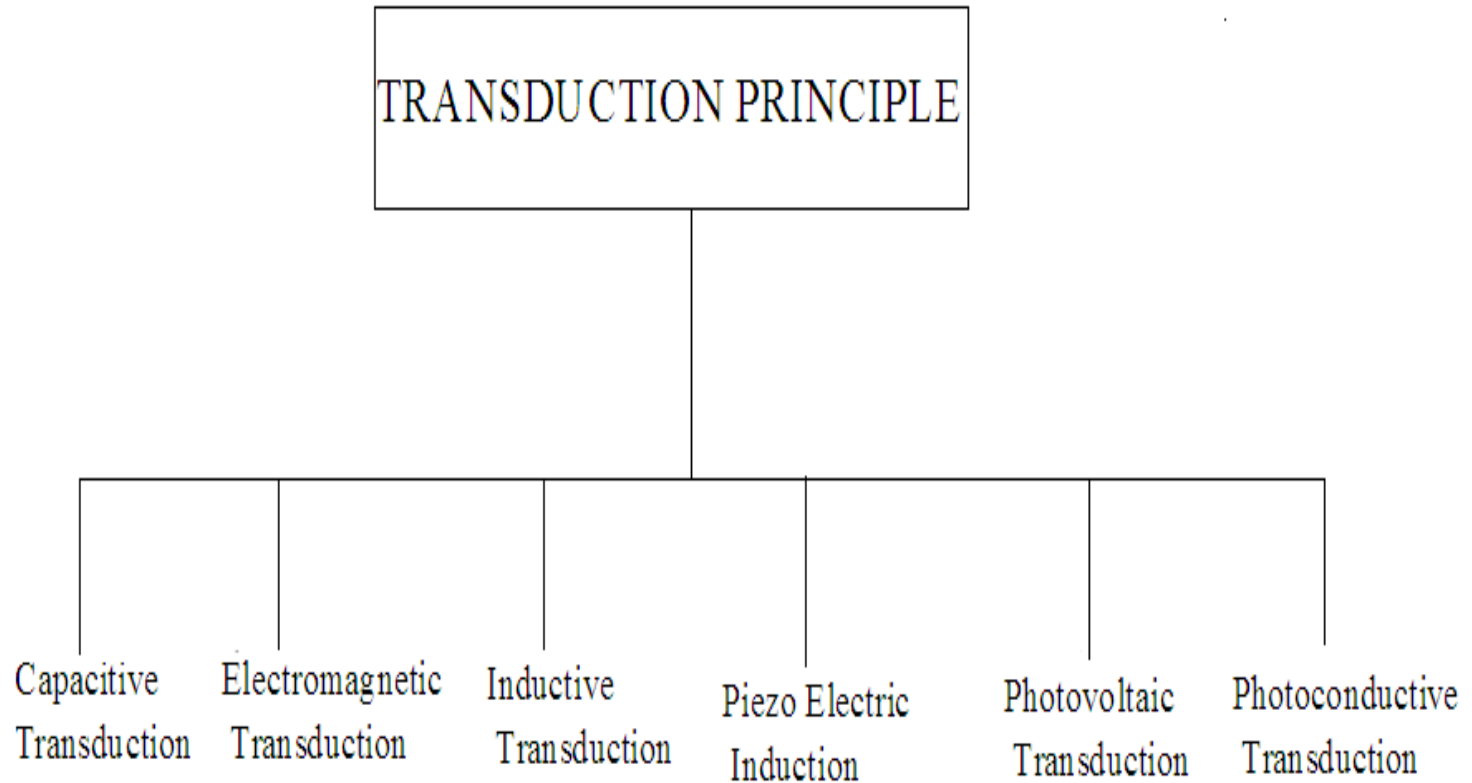 TRANSDUCTION PRINCIPLE
Capacitive
Transduction
Electromagnetic
Transduction
Inductive
Transduction
Piezo Electric
Induction
Photovoltaic
Transduction
Photoconductive
Transduction